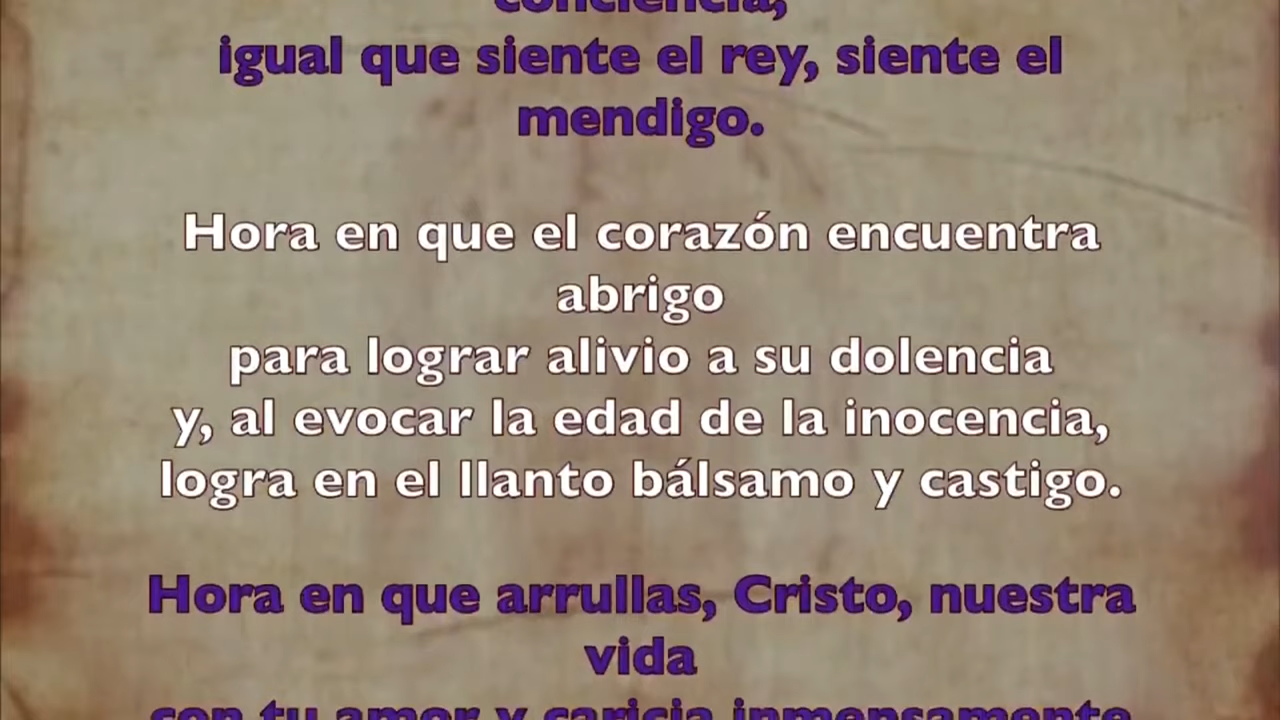 conciencia,
igual que siente el rey, siente el
mendigo.
Hora en que el corazón encuentra
abrigo
para lograr alivio a su dolencia
y, al evocar la edad de la inocencia,
logra en el llanto bálsamo y castigo.
Hora en que arrullas, Cristo, nuestra
vida
con tu amor y caricia inmensamente